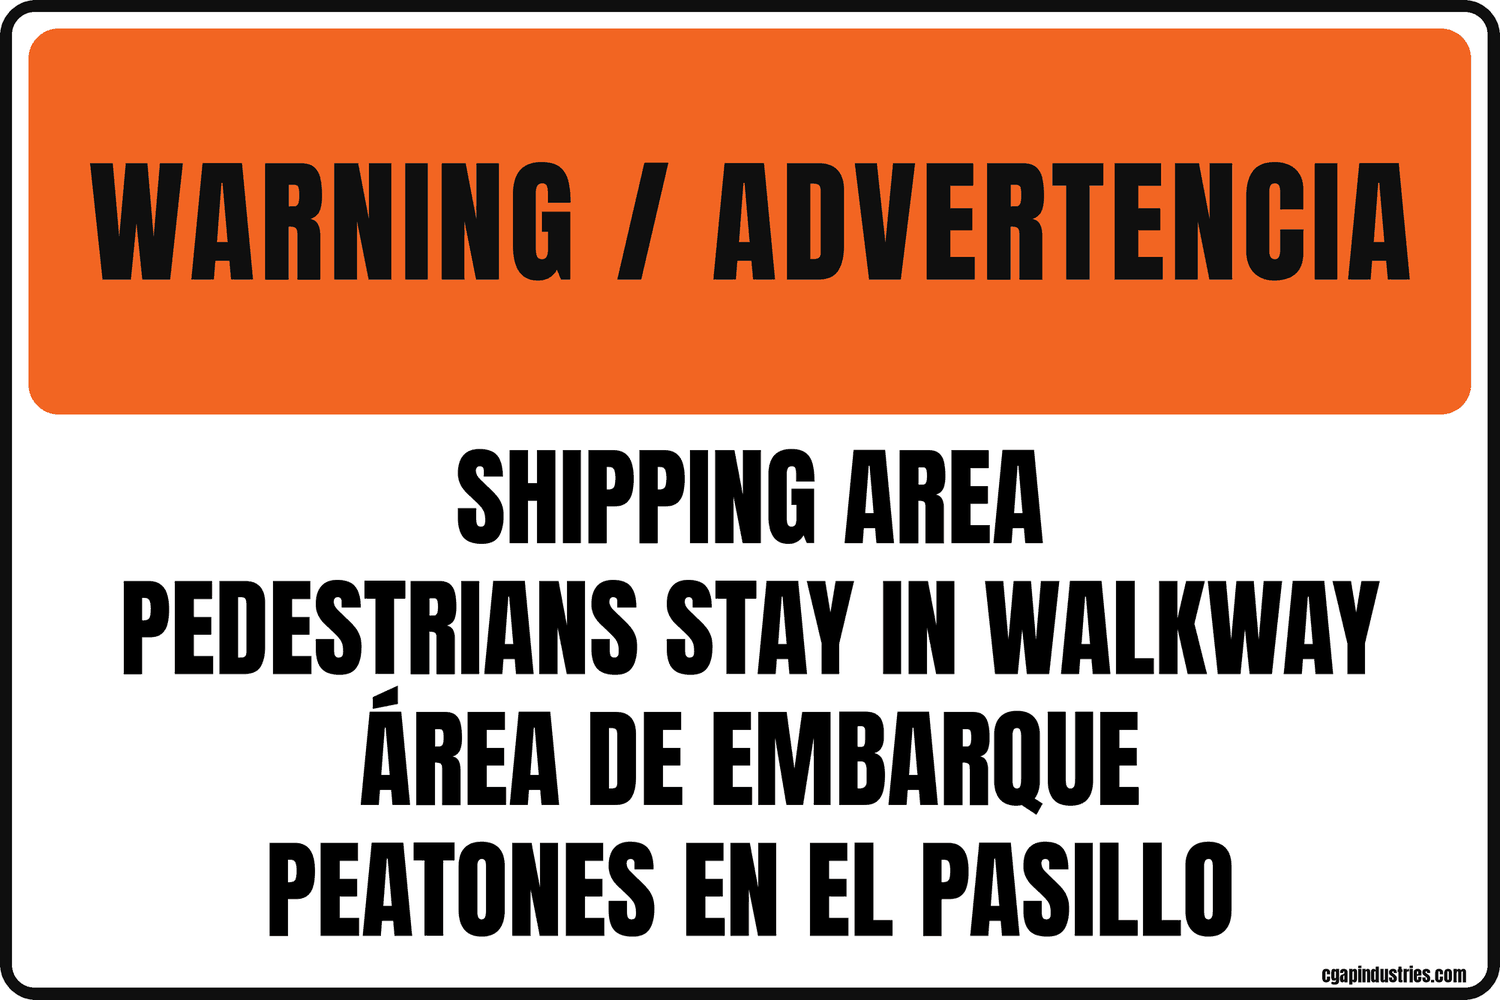 WARNING / ADVERTENCIA
SHIPPING AREA
PEDESTRIANS STAY IN WALKWAY
ÁREA DE EMBARQUE
PEATONES EN EL PASILLO
cgapindustries.com